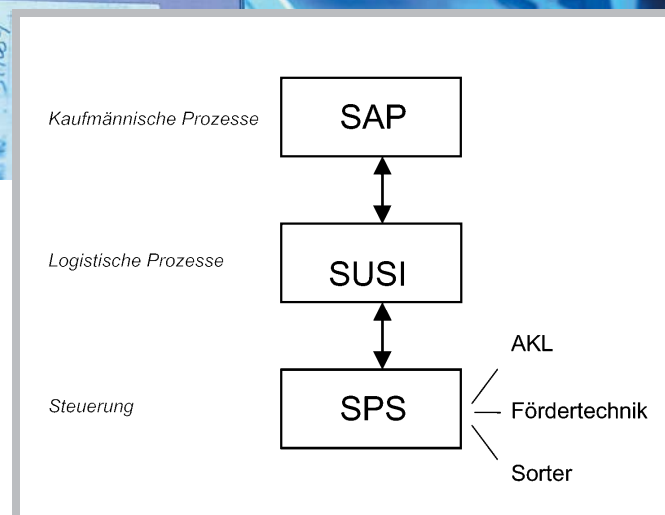 Kaufmännische Prozesse
SAP
Logistische Prozesse
SUSI
Steuerung
SPS
AKL
Fördertechnik
Sorter